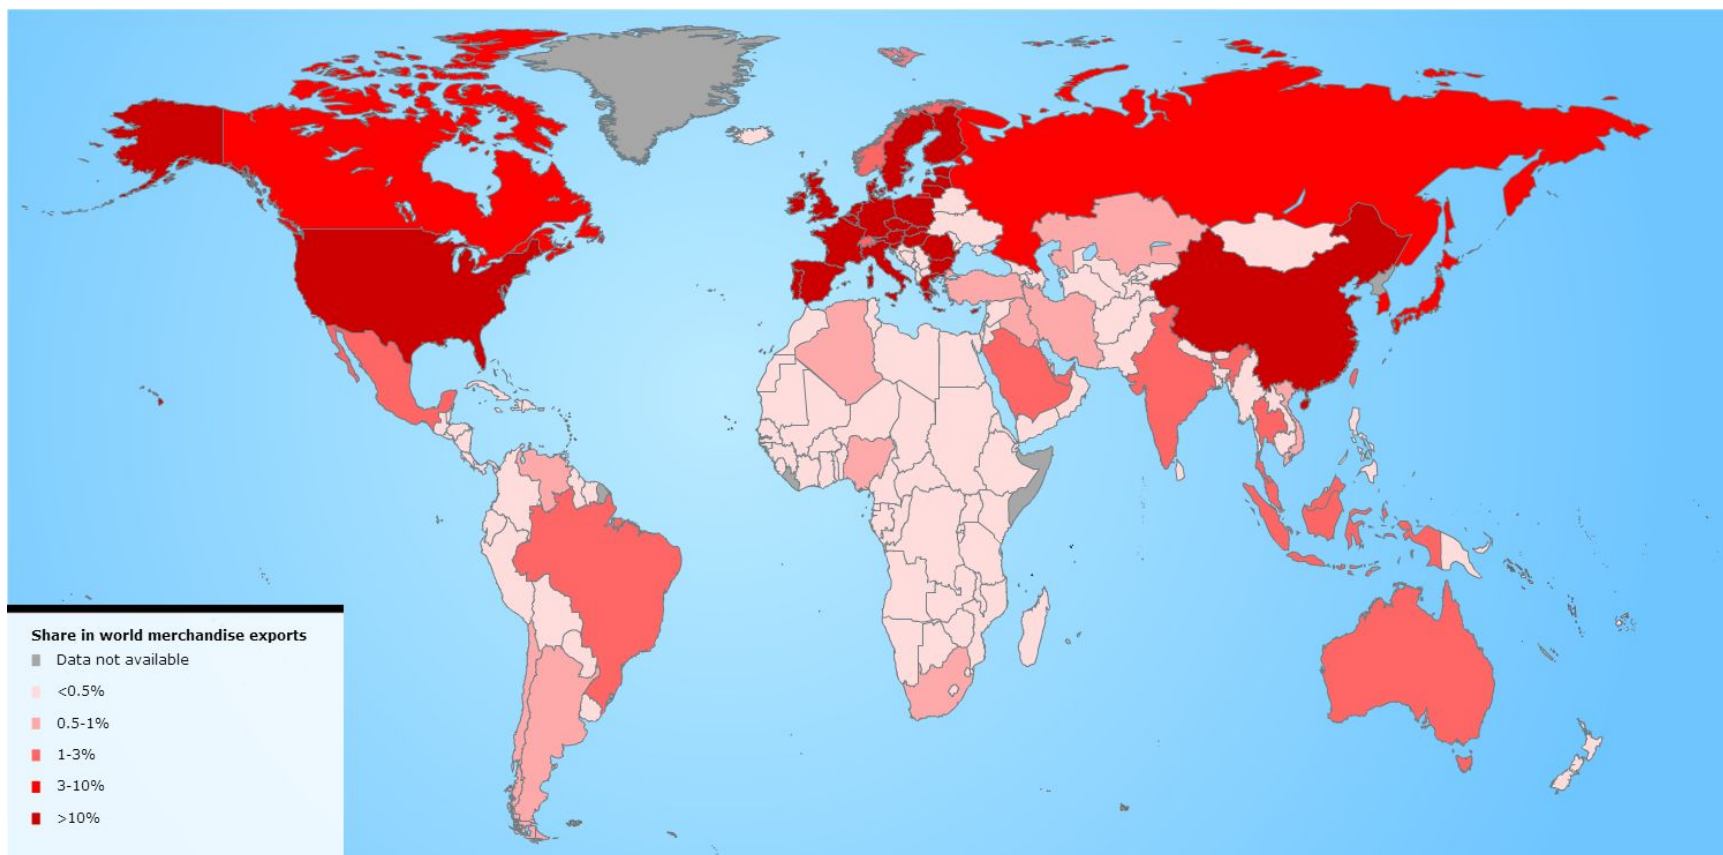 Share in world merchandise exports
Data not available
<0.5%
0.5-1%
1-3%
3-10%
>10%